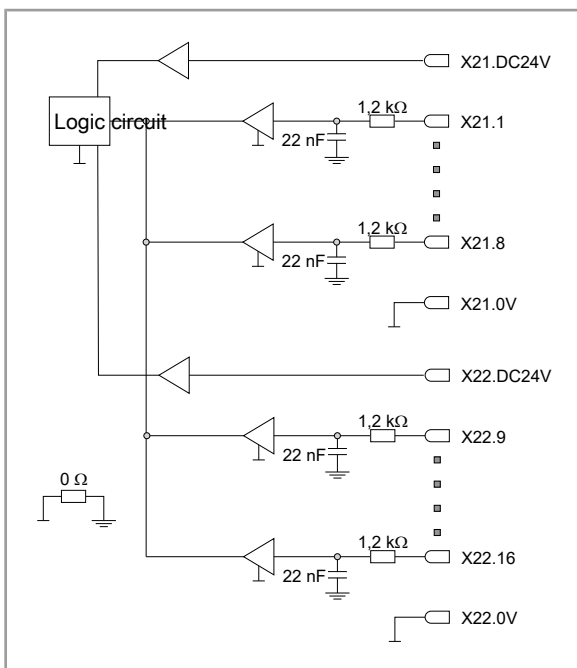 X21.DC24V
1,2 kΩ
Logic circuit
22 nF
X21.1
1,2 kΩ
X21.8
22 nF
X21.0V
X22.DC24V
1,2 kΩ
X22.9
22 nF
0 Ω
1,2 kΩ
X22.16
22 nF
X22.0V